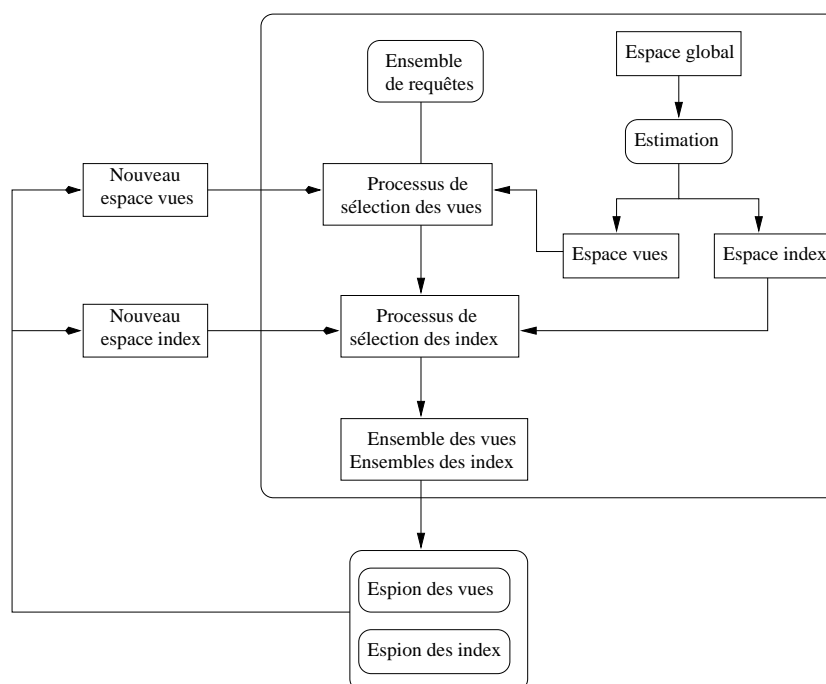 Ensemble
de requêtes
Espace global
Estimation
Nouveau
espace vues
Processus de
sélection des vues
Espace vues
Espace index
Nouveau
espace index
Processus de
sélection des index
Ensemble des vues
Ensembles des index
Espion des vues
Espion des index